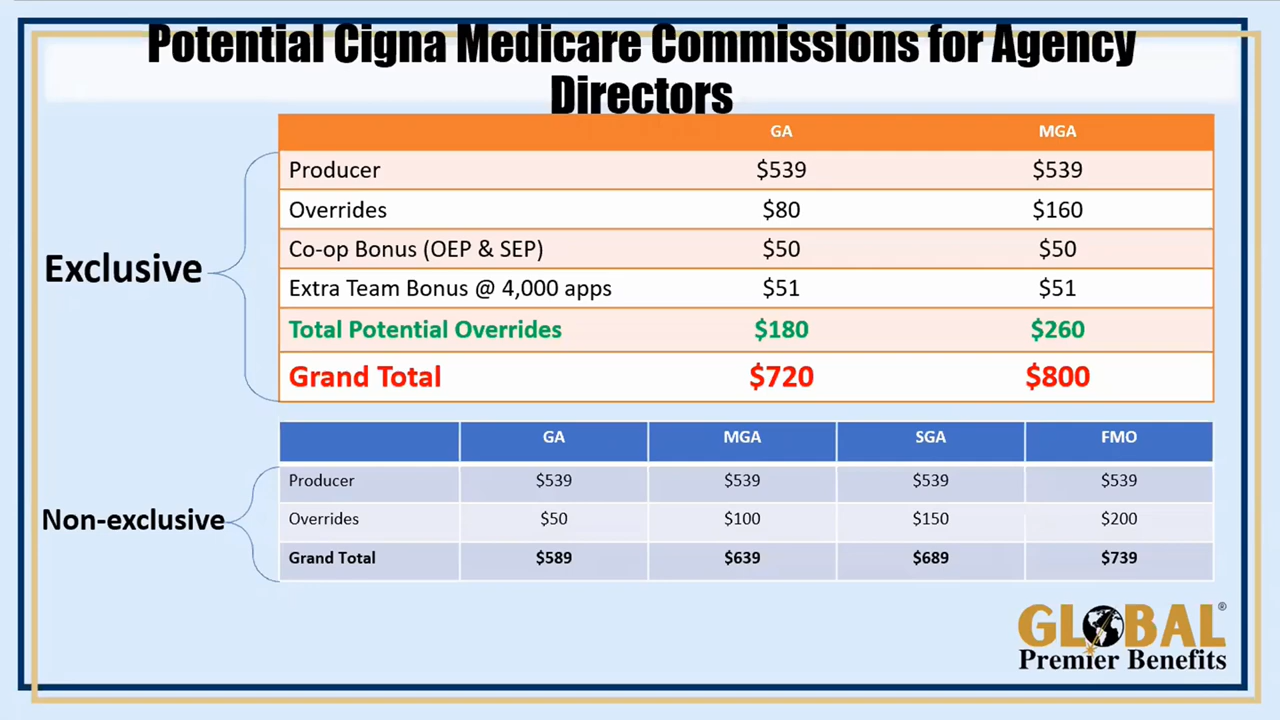 Potential Cigna Medicare Commissions for Agency
Directors
GA MGA
Producer $539 $539
Overrides $80 $160
Co-op Bonus (OEP & SEP) $50 $50
Extra Team Bonus @ 4,000 apps $51 $51
Total Potential Overrides $180 $260
Grand Total $720 $800
Exclusive
GA MGA SGA FMO
Producer $539 $539 $539 $539
Overrides $50 $100 $150 $200
Grand Total $589 $639 $689 $739
Non-exclusive
GLOBAL®
Premier Benefits